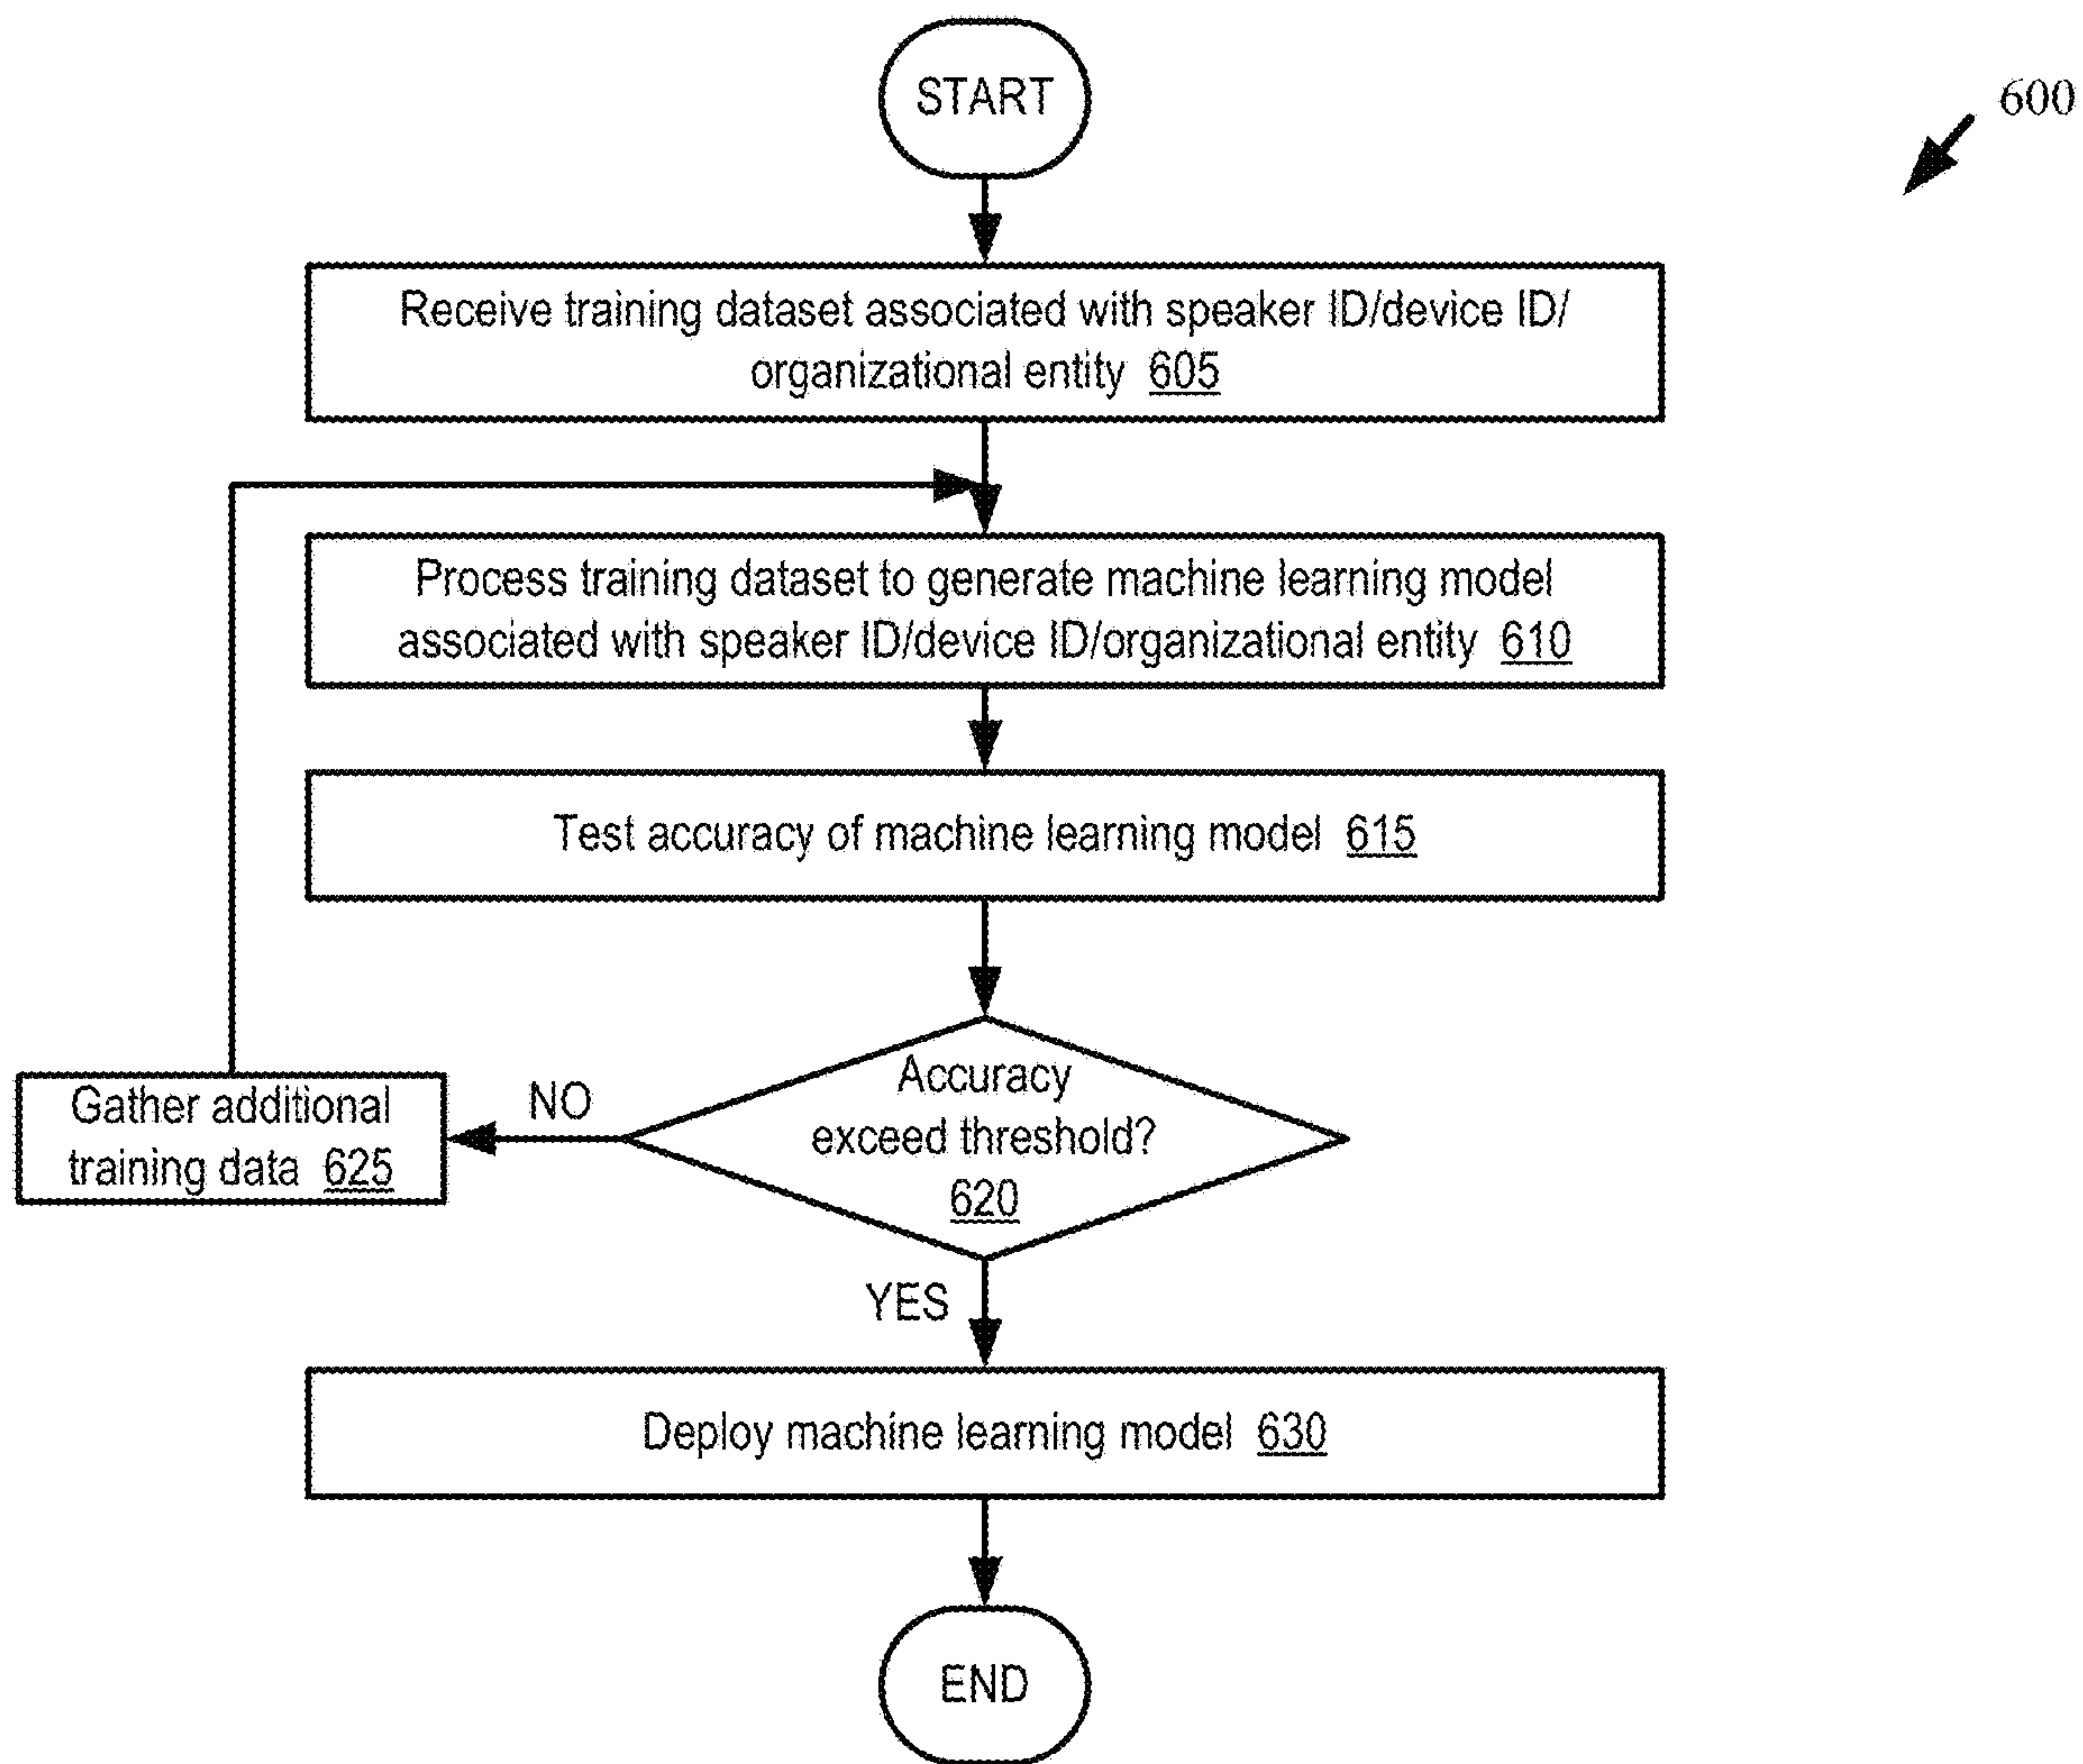 START
600
Receive training dataset associated with speaker ID/device ID/
organizational entity 605
Process training dataset to generate machine learning model
associated with speaker ID/device ID/organizational entity 610
Test accuracy of machine learning model 615
Accuracy
exceed threshold?
620
NO
Gather additional
training data 625
YES
Deploy machine learning model 630
END